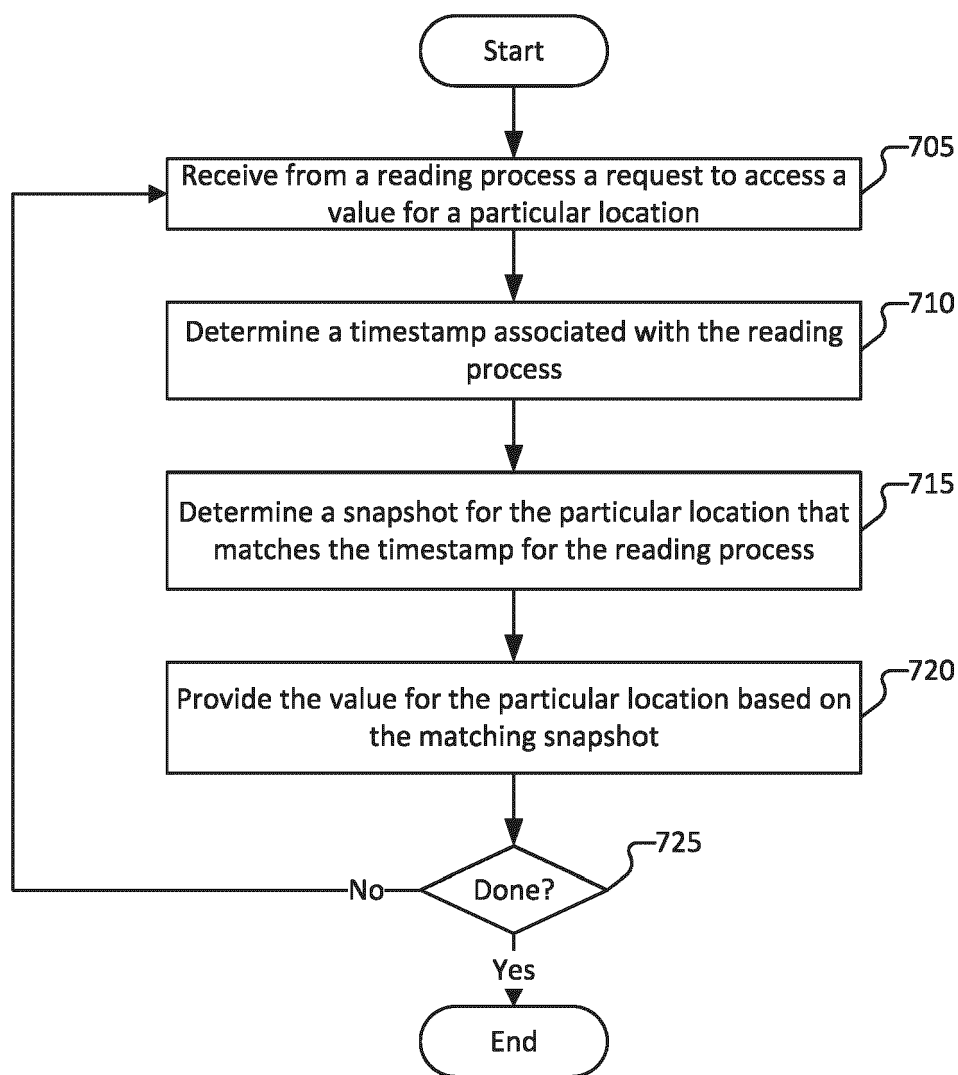 Start
705
Receive from a reading process a request to access a
value for a particular location
710
Determine a timestamp associated with the reading
process
715
Determine a snapshot for the particular location that
matches the timestamp for the reading process
720
Provide the value for the particular location based on
the matching snapshot
725
No
Done?
Yes
End